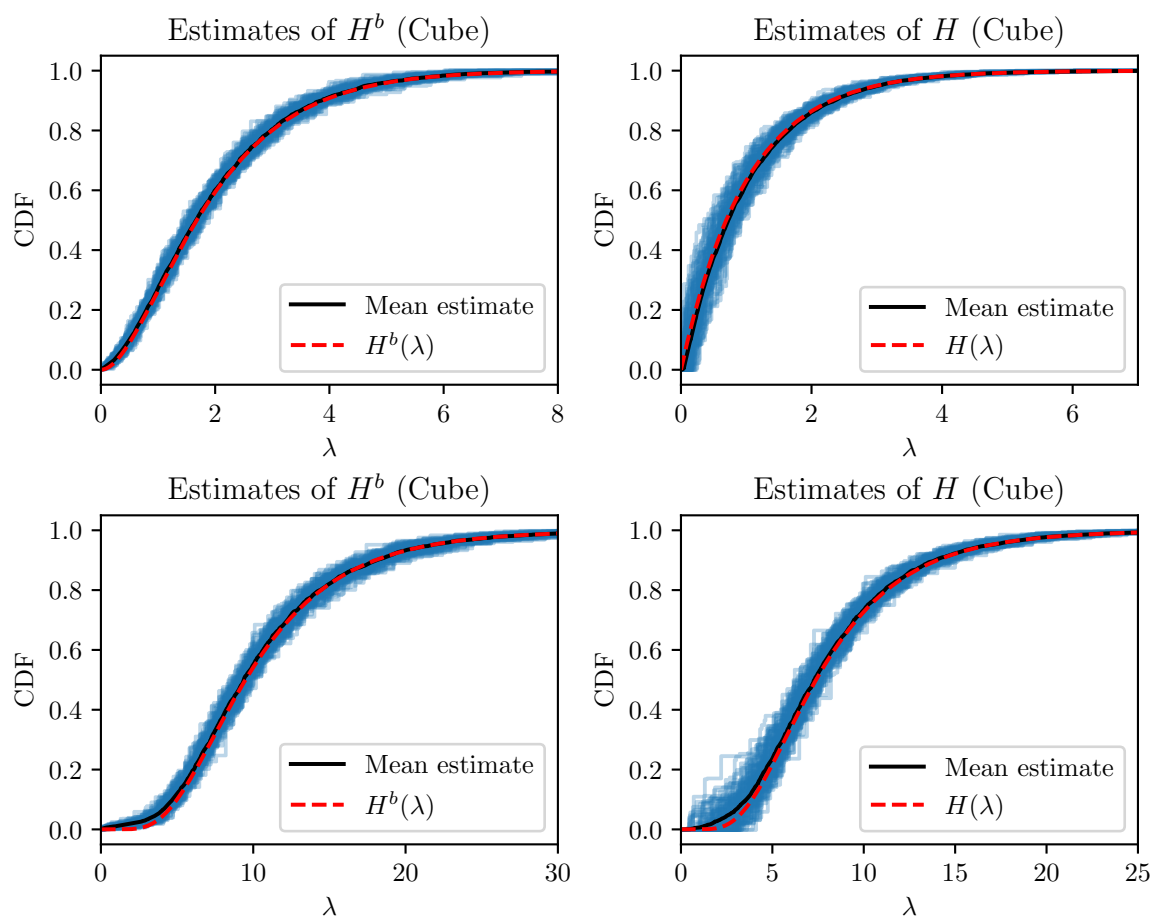 Estimates of H^b (Cube)
1.0
0.8
0.6
0.4
0.2
0.0
CDF
Mean estimate
H^b(λ)
0 2 4 6 8
λ
Estimates of H (Cube)
1.0
0.8
0.6
0.4
0.2
0.0
CDF
Mean estimate
H(λ)
0 2 4 6
λ
Estimates of H^b (Cube)
1.0
0.8
0.6
0.4
0.2
0.0
CDF
Mean estimate
H^b(λ)
0 10 20 30
λ
Estimates of H (Cube)
1.0
0.8
0.6
0.4
0.2
0.0
CDF
Mean estimate
H(λ)
0 5 10 15 20 25
λ